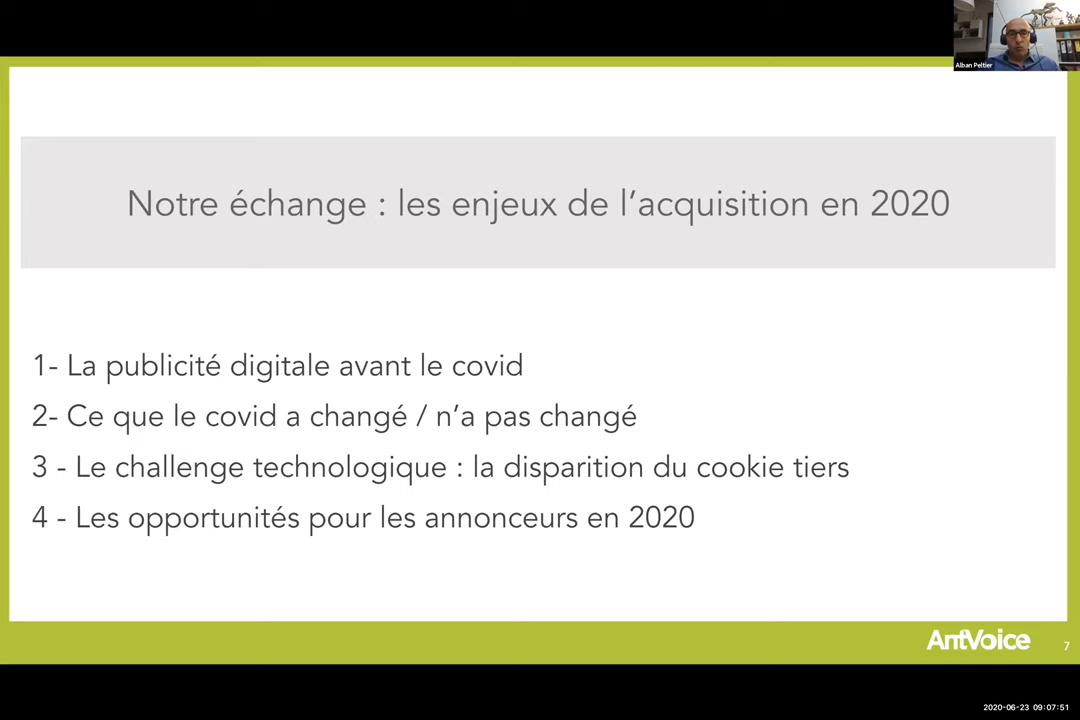 Alban Peltier
Notre échange : les enjeux de l’acquisition en 2020
1- La publicité digitale avant le covid
2- Ce que le covid a changé / n’a pas changé
3 - Le challenge technologique : la disparition du cookie tiers
4 - Les opportunités pour les annonceurs en 2020
AntVoice
7
2020-06-23 09:07:51